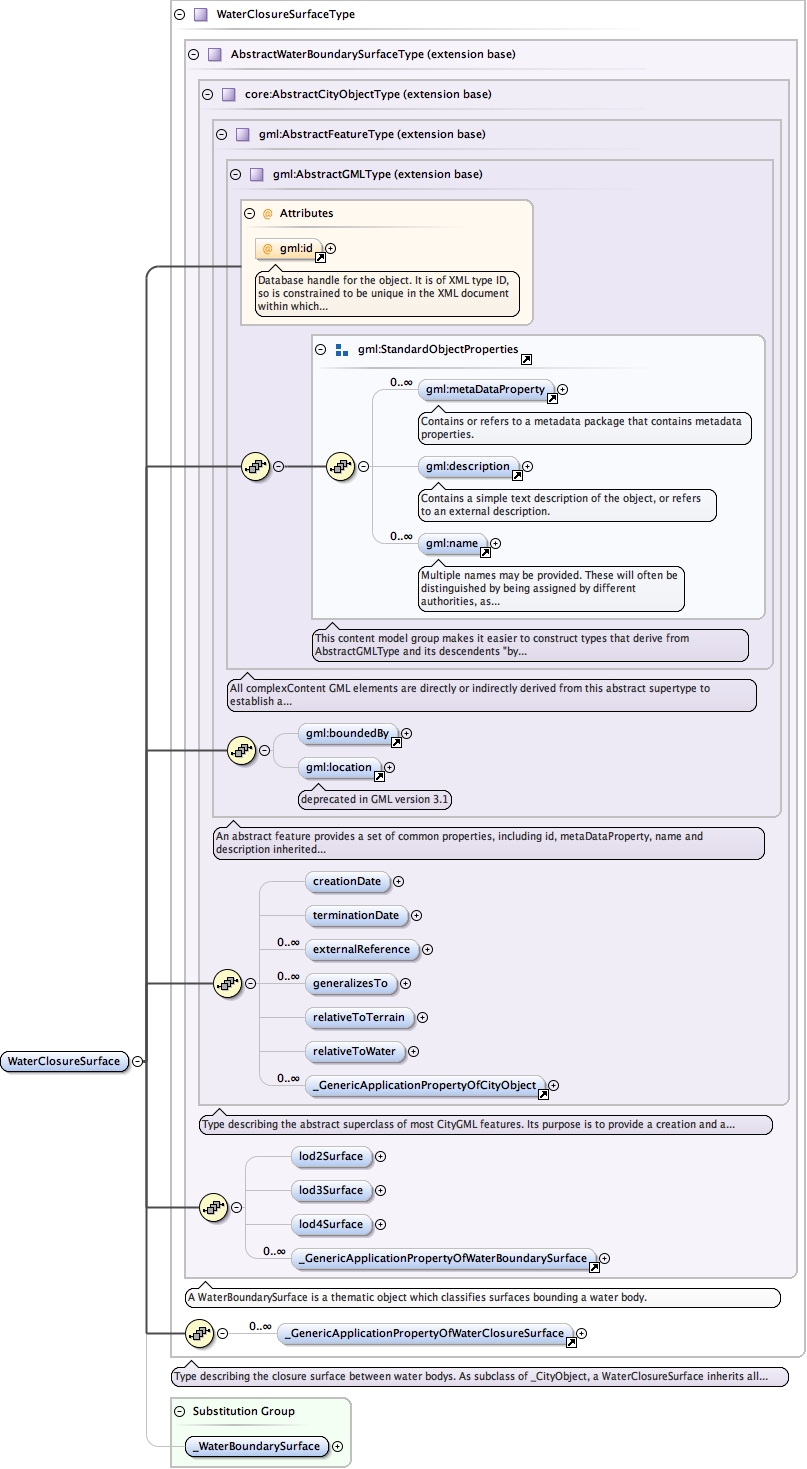 WaterClosureSurfaceType
AbstractWaterBoundarySurfaceType (extension base)
core:AbstractCityObjectType (extension base)
gml:AbstractFeatureType (extension base)
gml:AbstractGMLType (extension base)
@ Attributes
@ gml:id
Database handle for the object. It is of XML type ID,
so is constrained to be unique in the XML document
within which...
gml:StandardObjectProperties
0..∞
gml:metaDataProperty
Contains or refers to a metadata package that contains metadata
properties.
gml:description
Contains a simple text description of the object, or refers
to an external description.
0..∞
gml:name
Multiple names may be provided. These will often be
distinguished by being assigned by different
authorities, as...
This content model group makes it easier to construct types that derive from
AbstractGMLType and its descendents "by...
All complexContent GML elements are directly or indirectly derived from this abstract supertype to
establish a...
gml:boundedBy
gml:location
deprecated in GML version 3.1
An abstract feature provides a set of common properties, including id, metaDataProperty, name and
description inherited...
creationDate
terminationDate
0..∞
externalReference
0..∞
generalizesTo
relativeToTerrain
relativeToWater
WaterClosureSurface
0..∞
_GenericApplicationPropertyOfCityObject
Type describing the abstract superclass of most CityGML features. Its purpose is to provide a creation and a...
lod2Surface
lod3Surface
lod4Surface
0..∞
_GenericApplicationPropertyOfWaterBoundarySurface
A WaterBoundarySurface is a thematic object which classifies surfaces bounding a water body.
0..∞
_GenericApplicationPropertyOfWaterClosureSurface
Type describing the closure surface between water bodys. As subclass of _CityObject, a WaterClosureSurface inherits all...
Substitution Group
_WaterBoundarySurface